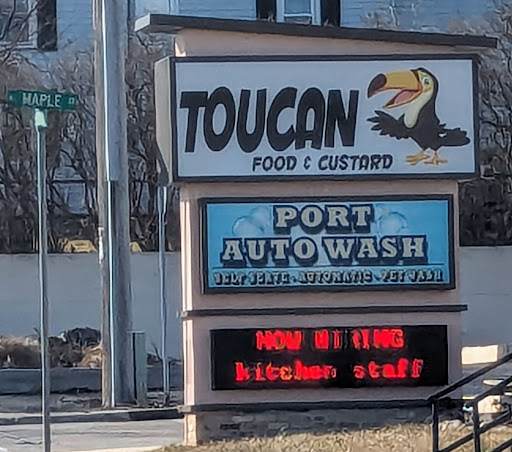 MAPLE
TOUCAN
FOOD & CUSTARD
PORT
AUTO WASH
SELF SERVE · AUTOMATIC · PET WASH
NOW HIRING
kitchen staff